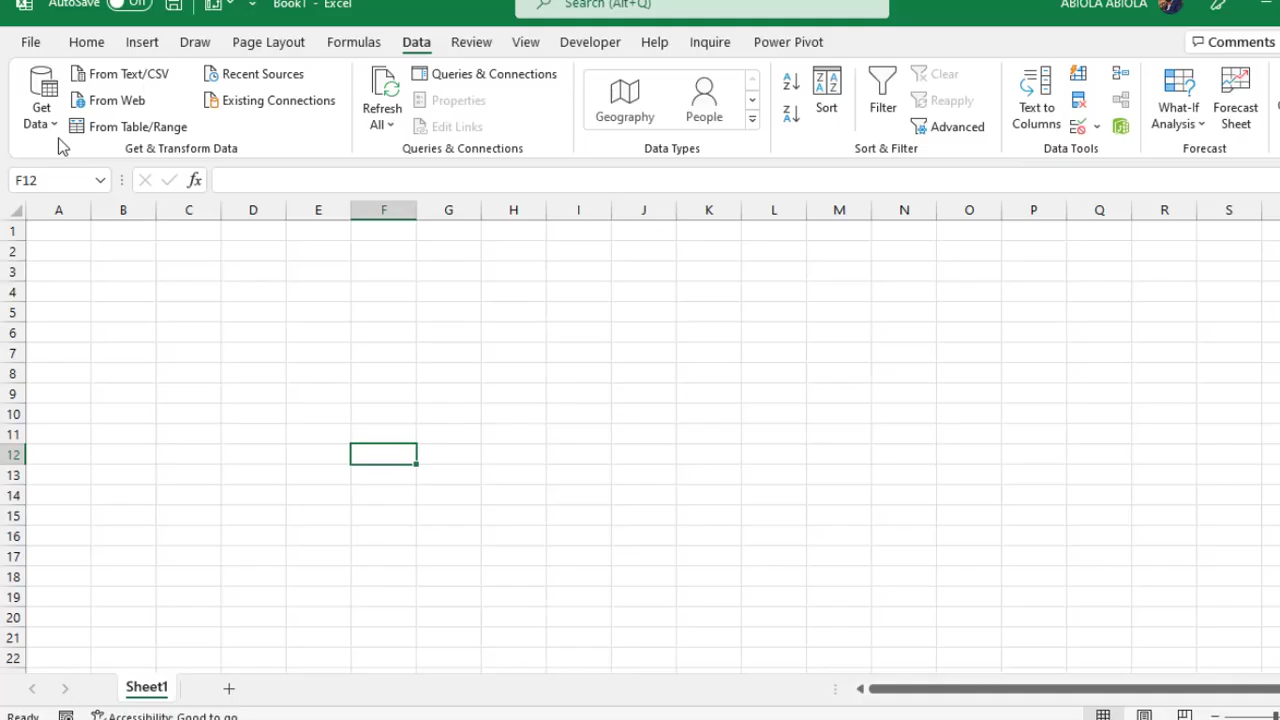 AutoSave Off Book1 - Excel Search (Alt+Q) ABIOLA ABIOLA
File Home Insert Draw Page Layout Formulas Data Review View Developer Help Inquire Power Pivot Comments
Get Data
From Text/CSV
From Web
From Table/Range
Recent Sources
Existing Connections
Get & Transform Data
Refresh All
Queries & Connections
Properties
Edit Links
Queries & Connections
Geography
People
Data Types
Sort
Filter
Clear
Reapply
Advanced
Sort & Filter
Text to Columns
Data Tools
What-If Analysis
Forecast Sheet
Forecast
F12 fx
A B C D E F G H I J K L M N O P Q R S
1
2
3
4
5
6
7
8
9
10
11
12
13
14
15
16
17
18
19
20
21
22
Sheet1
Ready Accessibility: Good to go